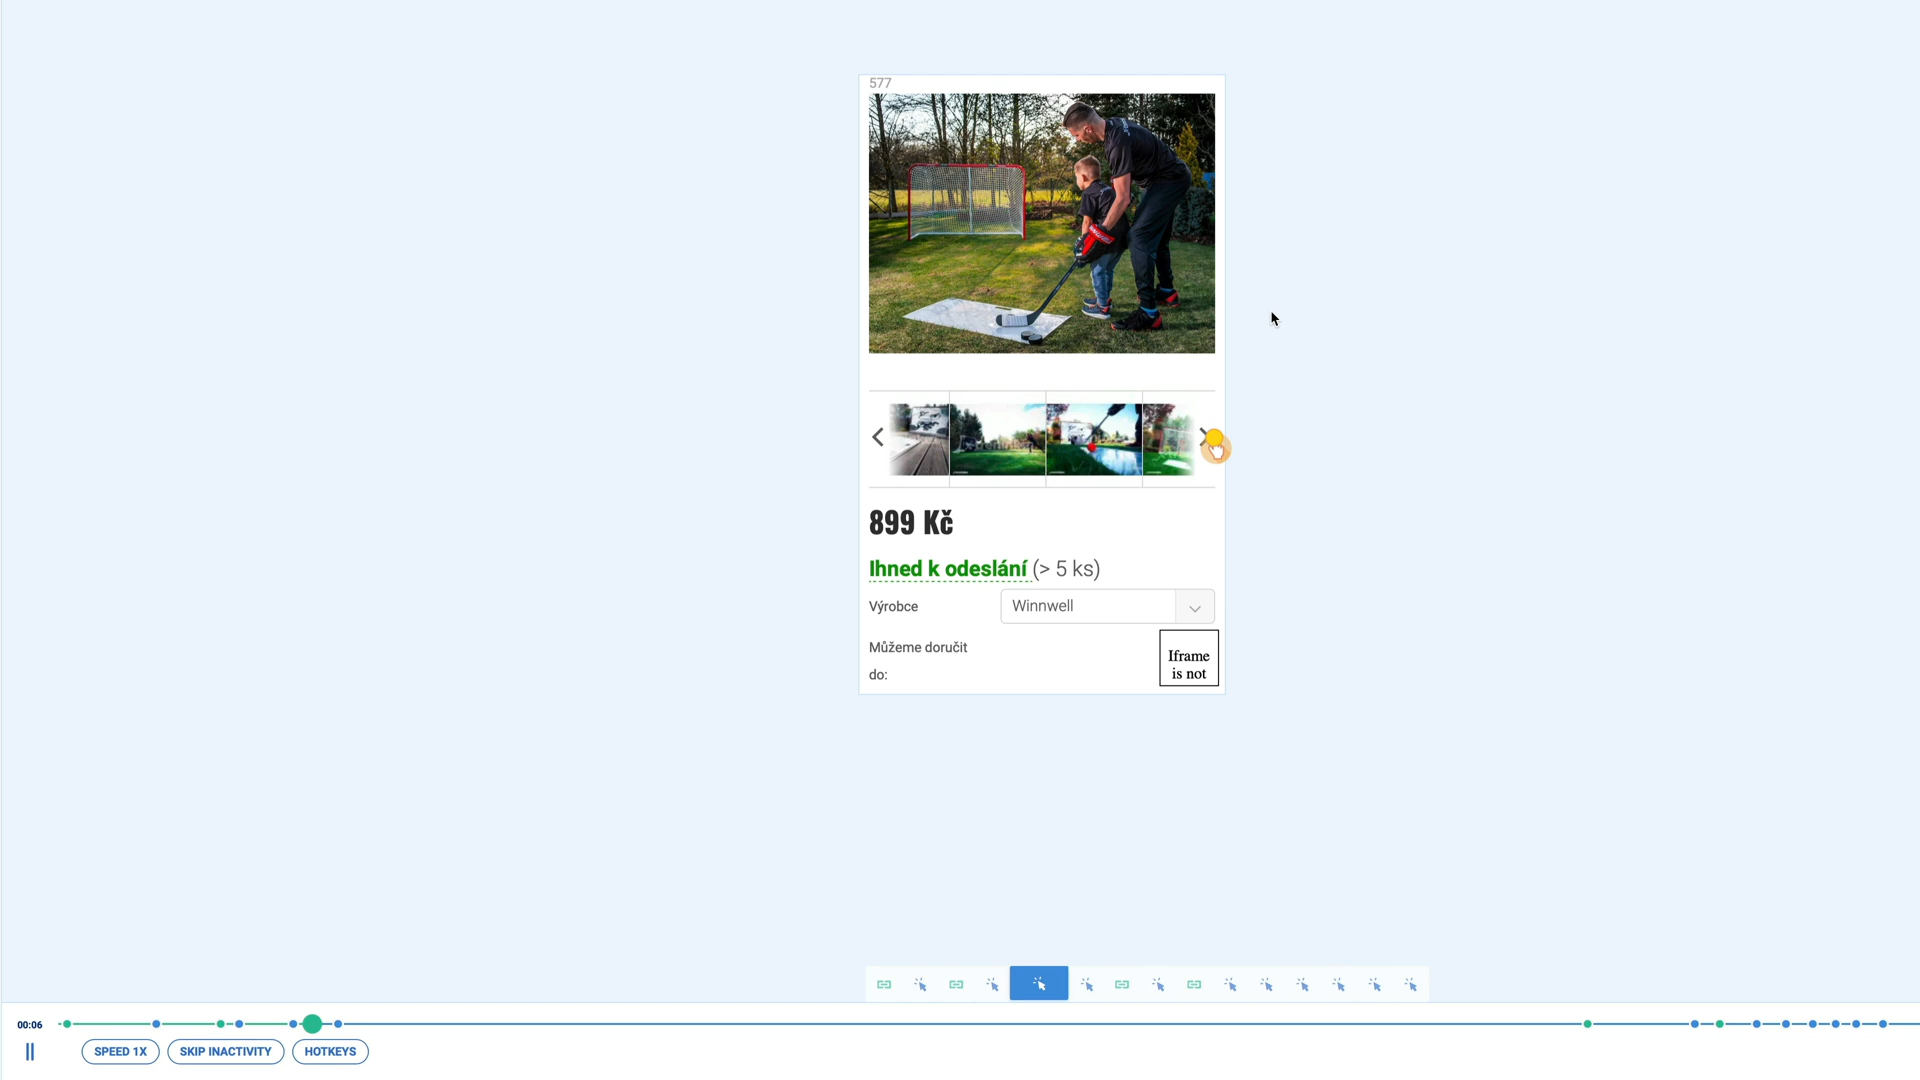 577
899 Kč
Ihned k odeslání (> 5 ks)
Výrobce
Winnwell
Můžeme doručit
do:
Iframe
is not
00:06
SPEED 1X
SKIP INACTIVITY
HOTKEYS